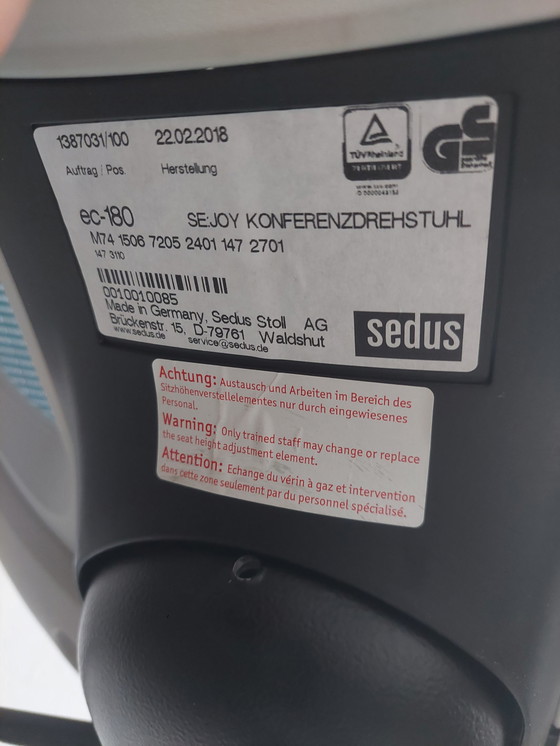 1387031/100 22.02.2018
Auftrag / Pos. Herstellung
TÜVRheinland
GS
ec-180 SE:JOY KONFERENZDREHSTUHL
M74 1506 7205 2401 147 2701
147 3110
0010010085
Made in Germany, Sedus Stoll AG
Brückenstr. 15, D-79761 Waldshut
www.sedus.de service@sedus.de
sedus
Achtung: Austausch und Arbeiten im Bereich des
Sitzhöhenverstellelementes nur durch eingewiesenes
Personal.
Warning: Only trained staff may change or replace
the seat height adjustment element.
Attention: Echange du vérin à gaz et intervention
dans cette zone seulement par du personnel spécialisé.